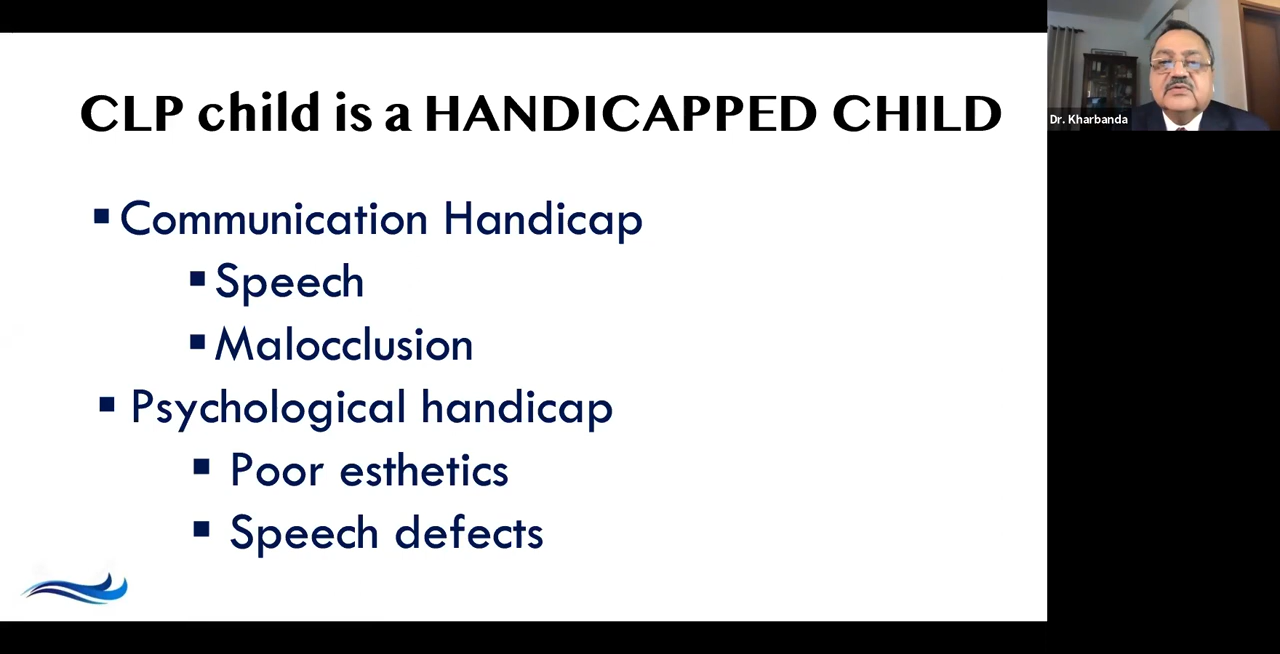 CLP child is a HANDICAPPED CHILD
▪ Communication Handicap
▪ Speech
▪ Malocclusion
▪ Psychological handicap
▪ Poor esthetics
▪ Speech defects
Dr. Kharbanda